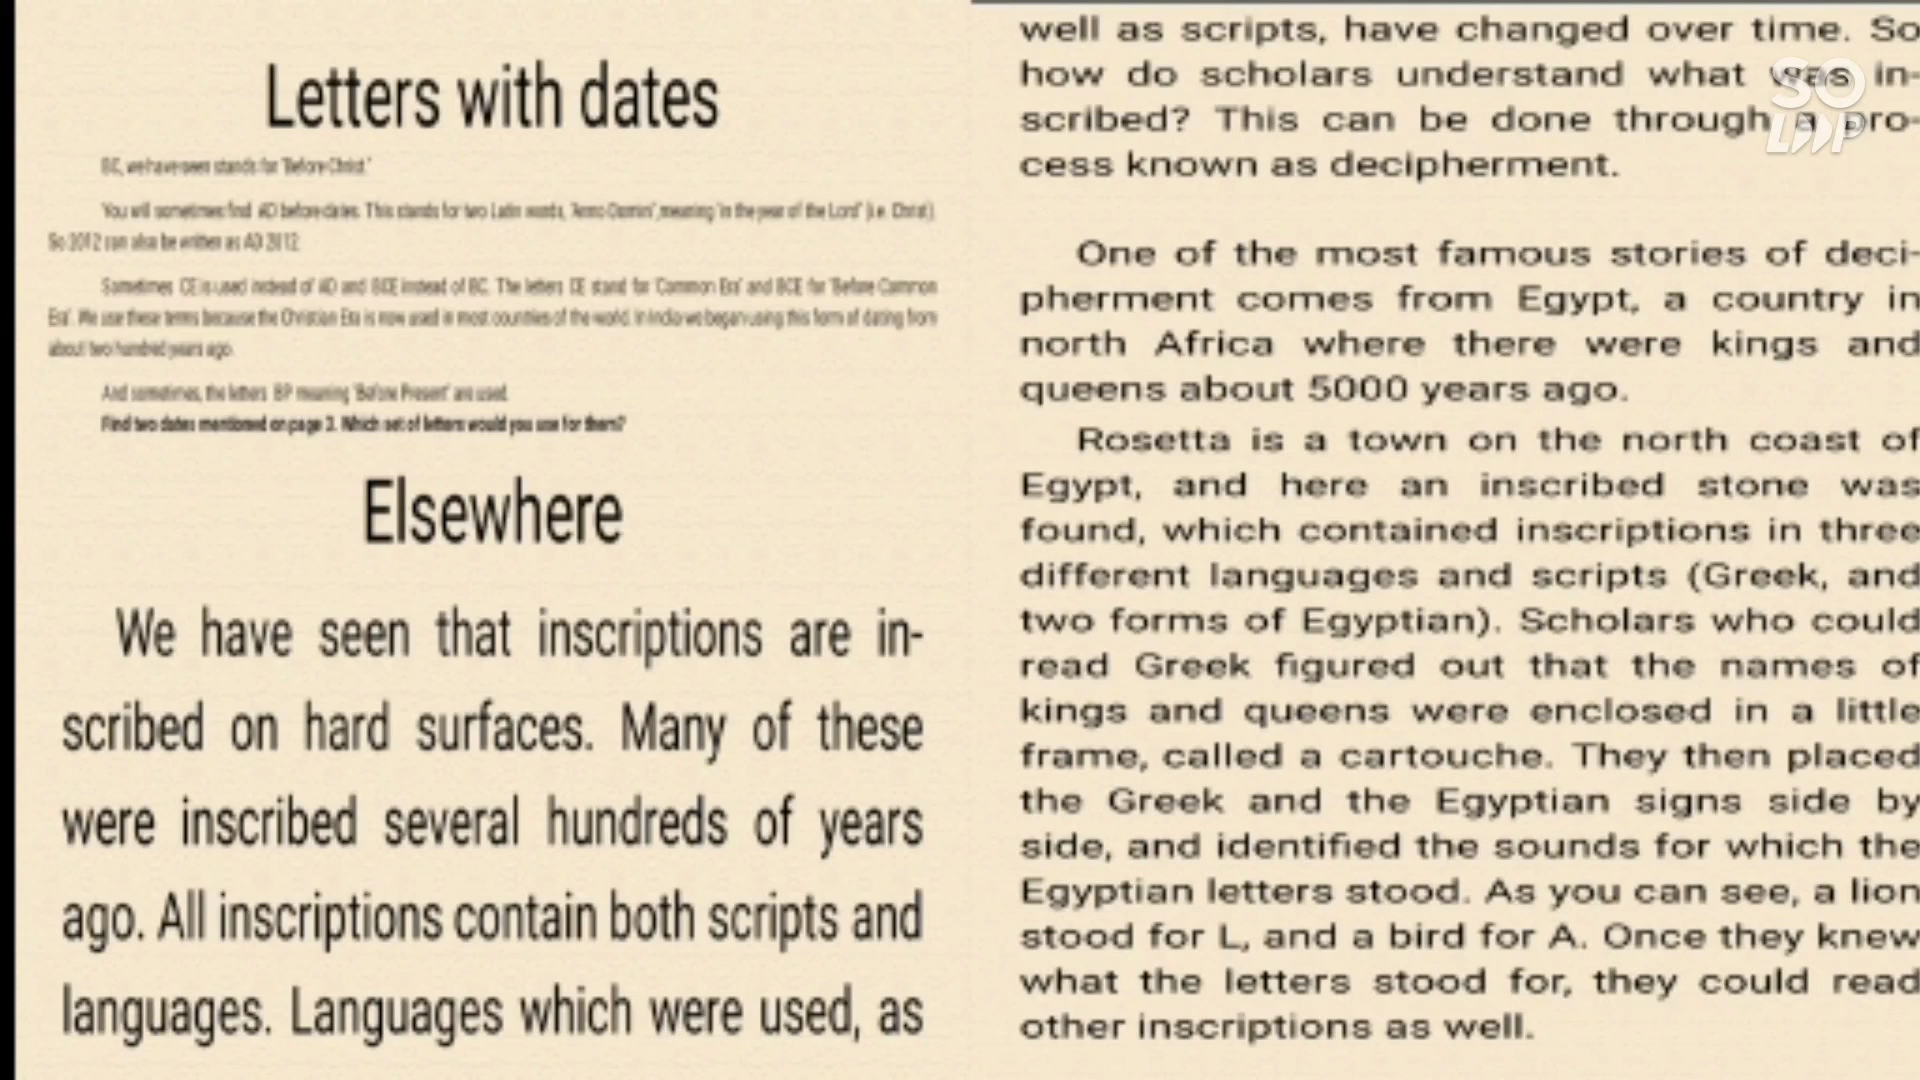 Letters with dates
BC, we have seen stands for 'Before Christ.'
You will sometimes find AD before dates. This stands for two Latin words, 'Anno Domini', meaning 'in the year of the Lord' (i.e. Christ).
So 2012 can also be written as AD 2012.
Sometimes CE is used instead of AD and BCE instead of BC. The letters CE stand for 'Common Era' and BCE for 'Before Common
Era'. We use these terms because the Christian Era is now used in most countries of the world. In India we began using this form of dating from
about two hundred years ago.
And sometimes, the letters BP meaning 'Before Present' are used.
Find two dates mentioned on page 3. Which set of letters would you use for them?
Elsewhere
We have seen that inscriptions are in-
scribed on hard surfaces. Many of these
were inscribed several hundreds of years
ago. All inscriptions contain both scripts and
languages. Languages which were used, as
well as scripts, have changed over time. So
how do scholars understand what was in-
scribed? This can be done through a pro-
cess known as decipherment.
One of the most famous stories of deci-
pherment comes from Egypt, a country in
north Africa where there were kings and
queens about 5000 years ago.
Rosetta is a town on the north coast of
Egypt, and here an inscribed stone was
found, which contained inscriptions in three
different languages and scripts (Greek, and
two forms of Egyptian). Scholars who could
read Greek figured out that the names of
kings and queens were enclosed in a little
frame, called a cartouche. They then placed
the Greek and the Egyptian signs side by
side, and identified the sounds for which the
Egyptian letters stood. As you can see, a lion
stood for L, and a bird for A. Once they knew
what the letters stood for, they could read
other inscriptions as well.